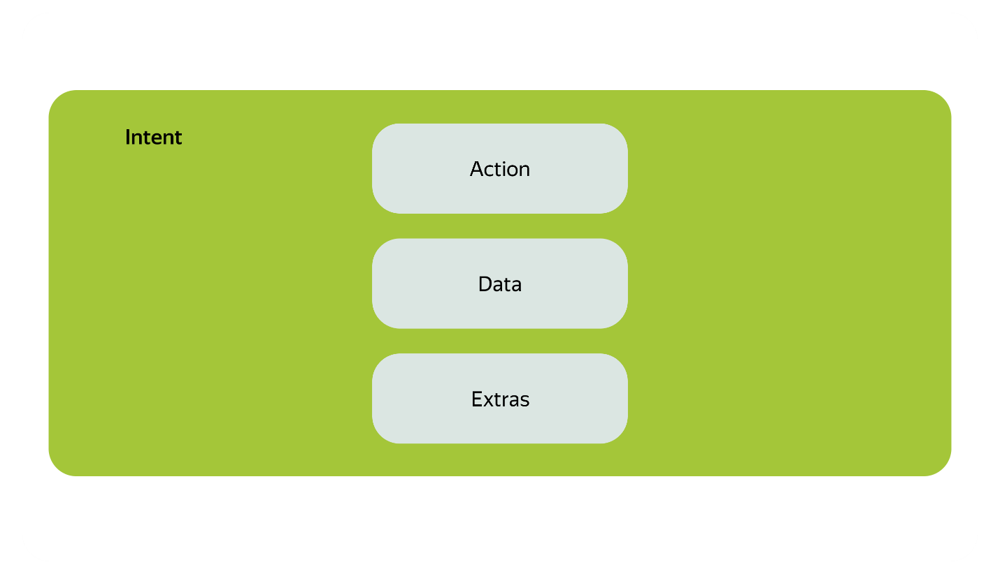 Intent
Action
Data
Extras